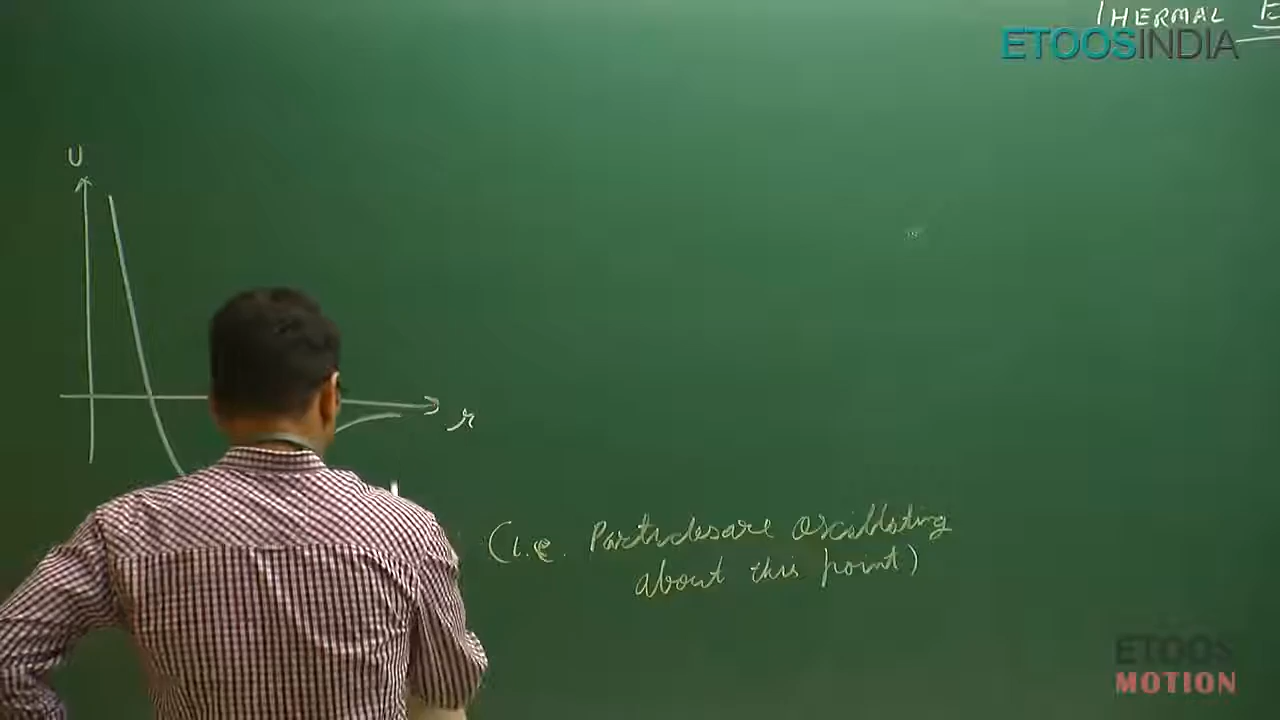 THERMAL E
ETOOSINDIA
U
r
(i.e. Particles are oscillating
about this point)
ETOOS
MOTION